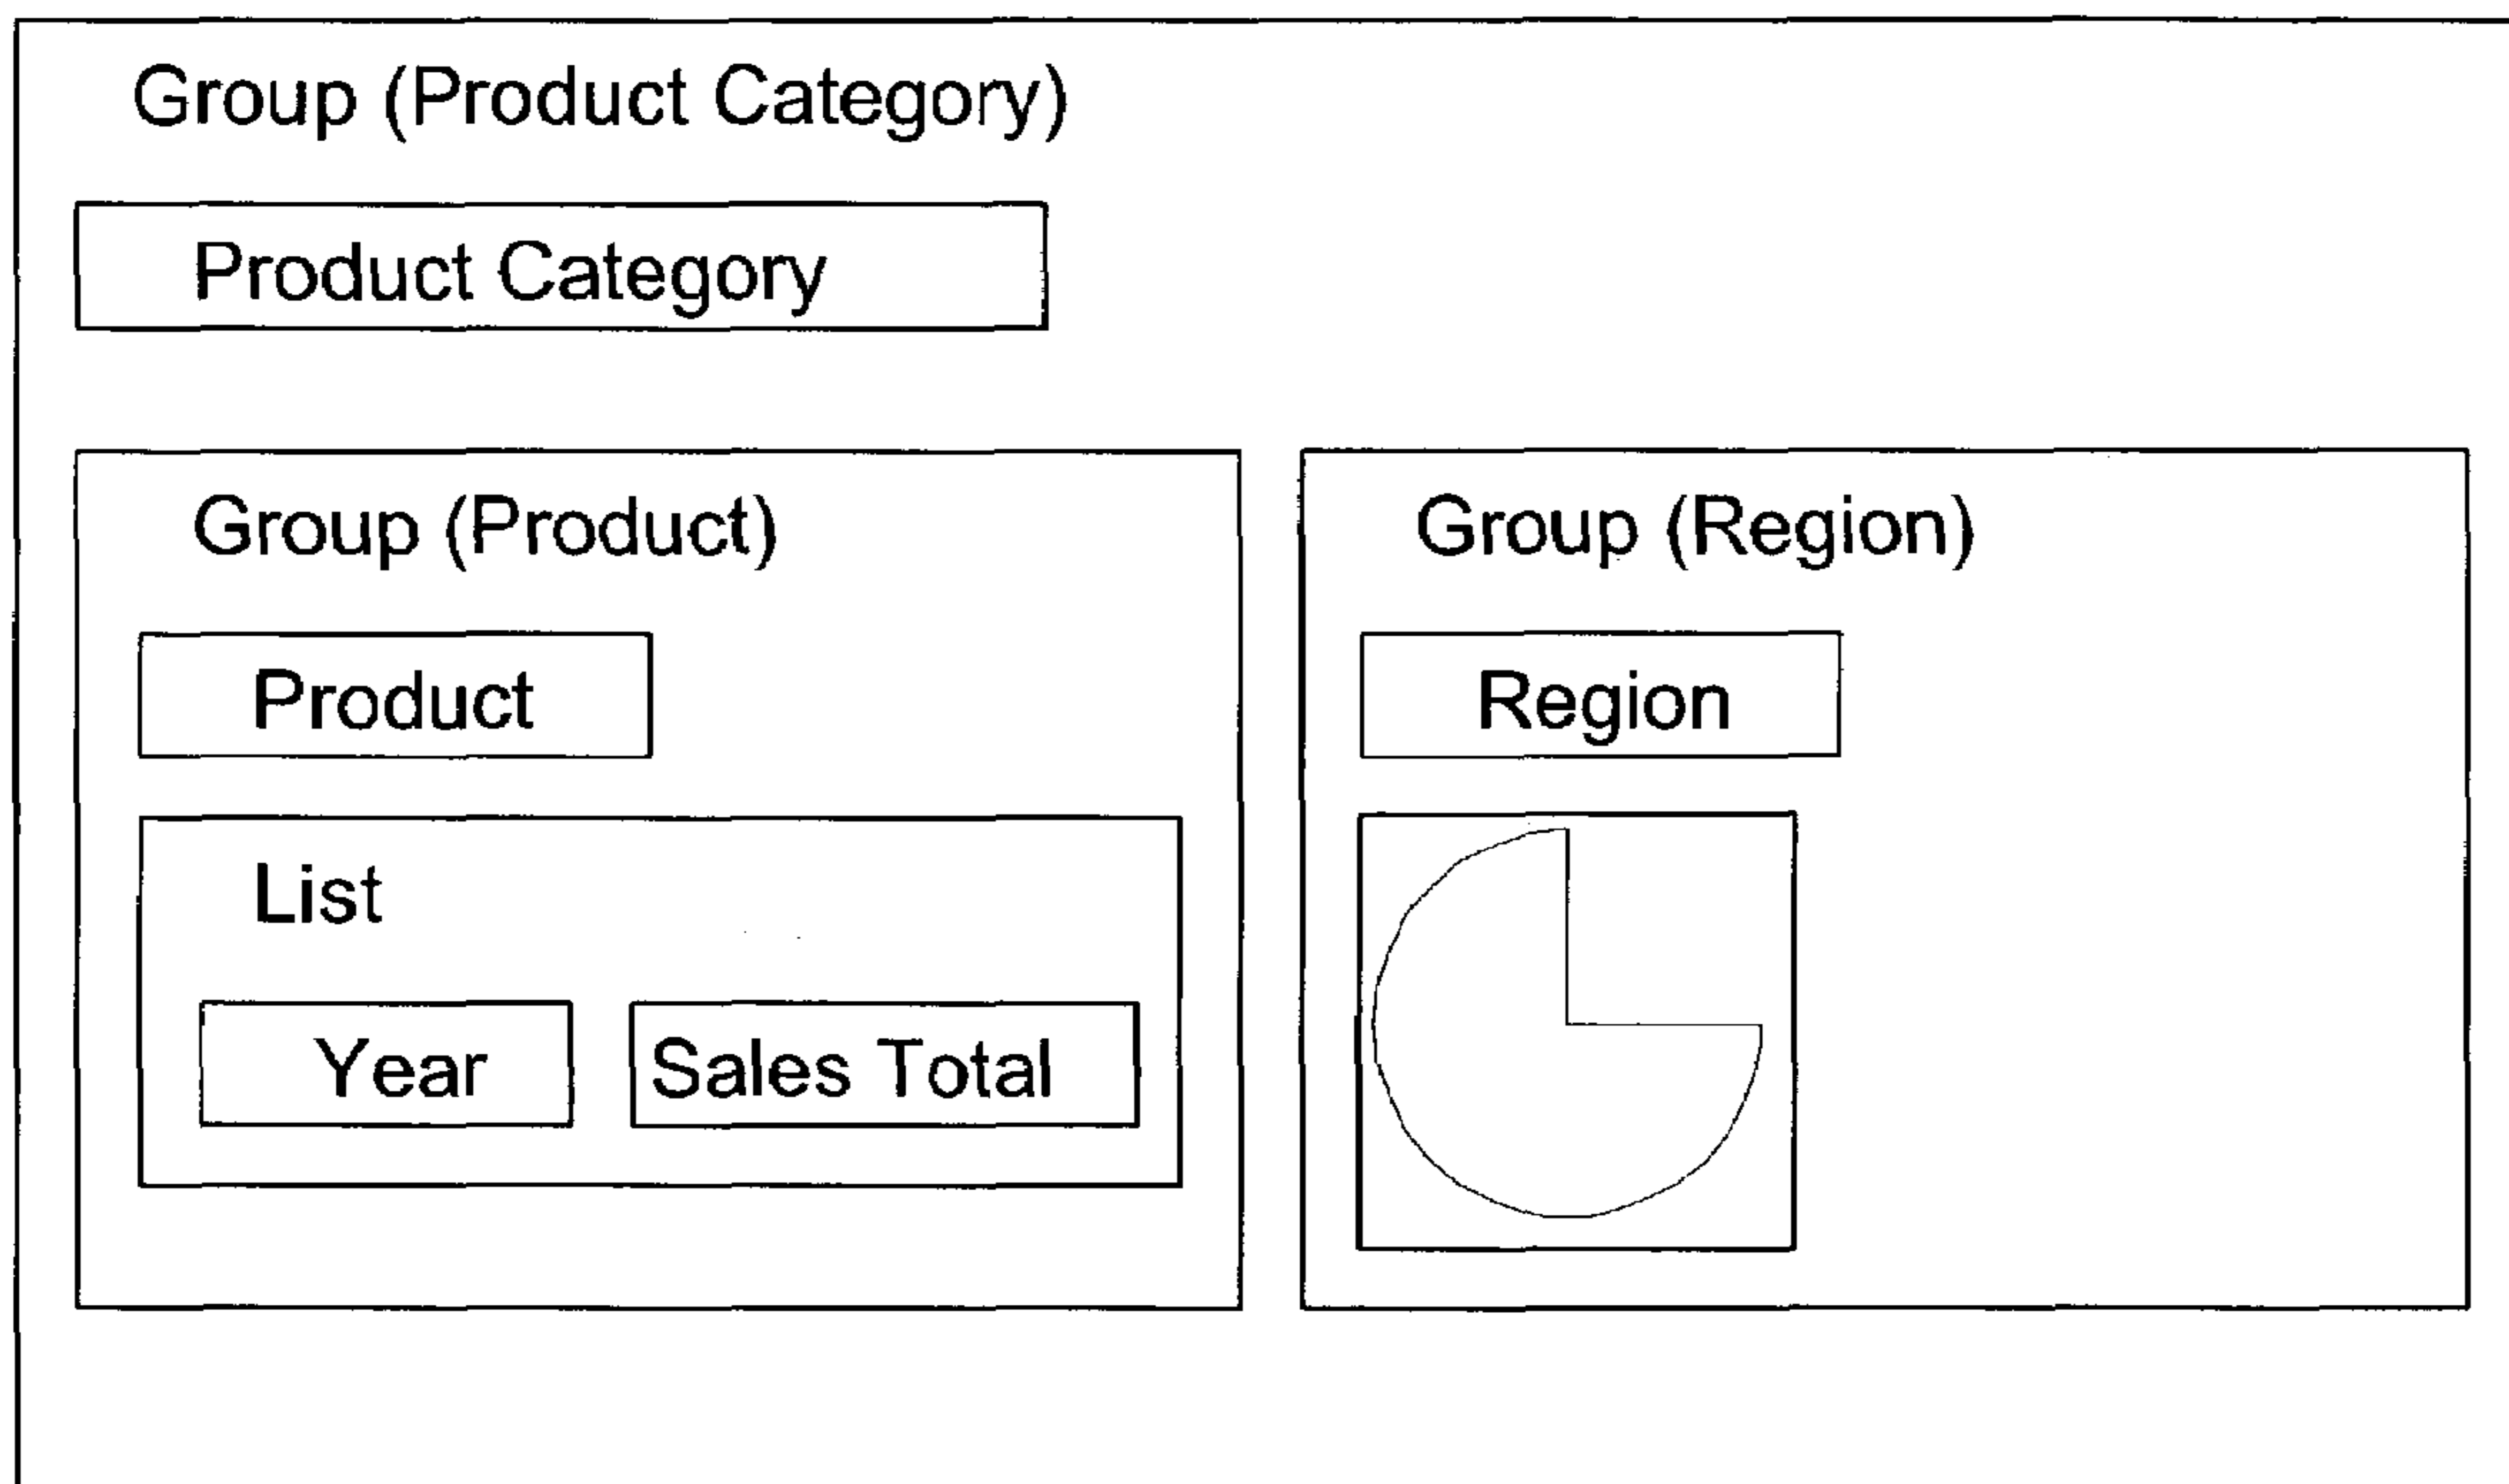 Group (Product Category)
Product Category
Group (Product)
Product
List
Year
Sales Total
Group (Region)
Region